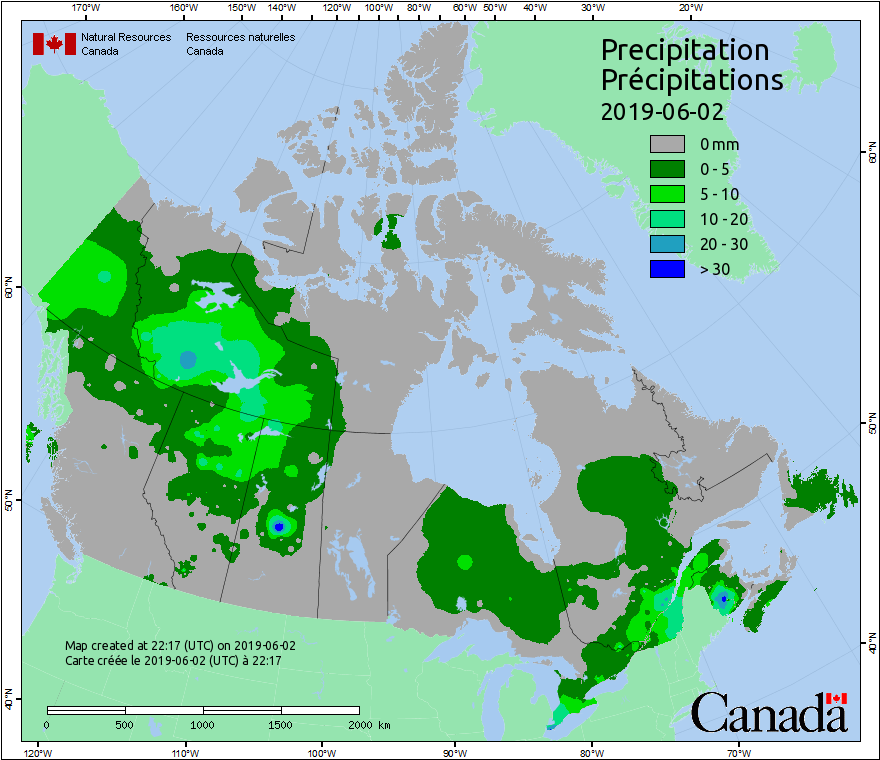 170°W 160°W 150°W 140°W 130°W 120°W 110°W 100°W 90°W 80°W 60°W 50°W 40°W 30°W 20°W
Natural Resources Canada
Ressources naturelles Canada
Precipitation
Précipitations
2019-06-02
0 mm
0 - 5
5 - 10
10 - 20
20 - 30
> 30
60°N
50°N
40°N
60°N
50°N
40°N
Map created at 22:17 (UTC) on 2019-06-02
Carte créée le 2019-06-02 (UTC) à 22:17
0 500 1000 1500 2000 km
Canada
120°W 110°W 100°W 90°W 80°W 70°W